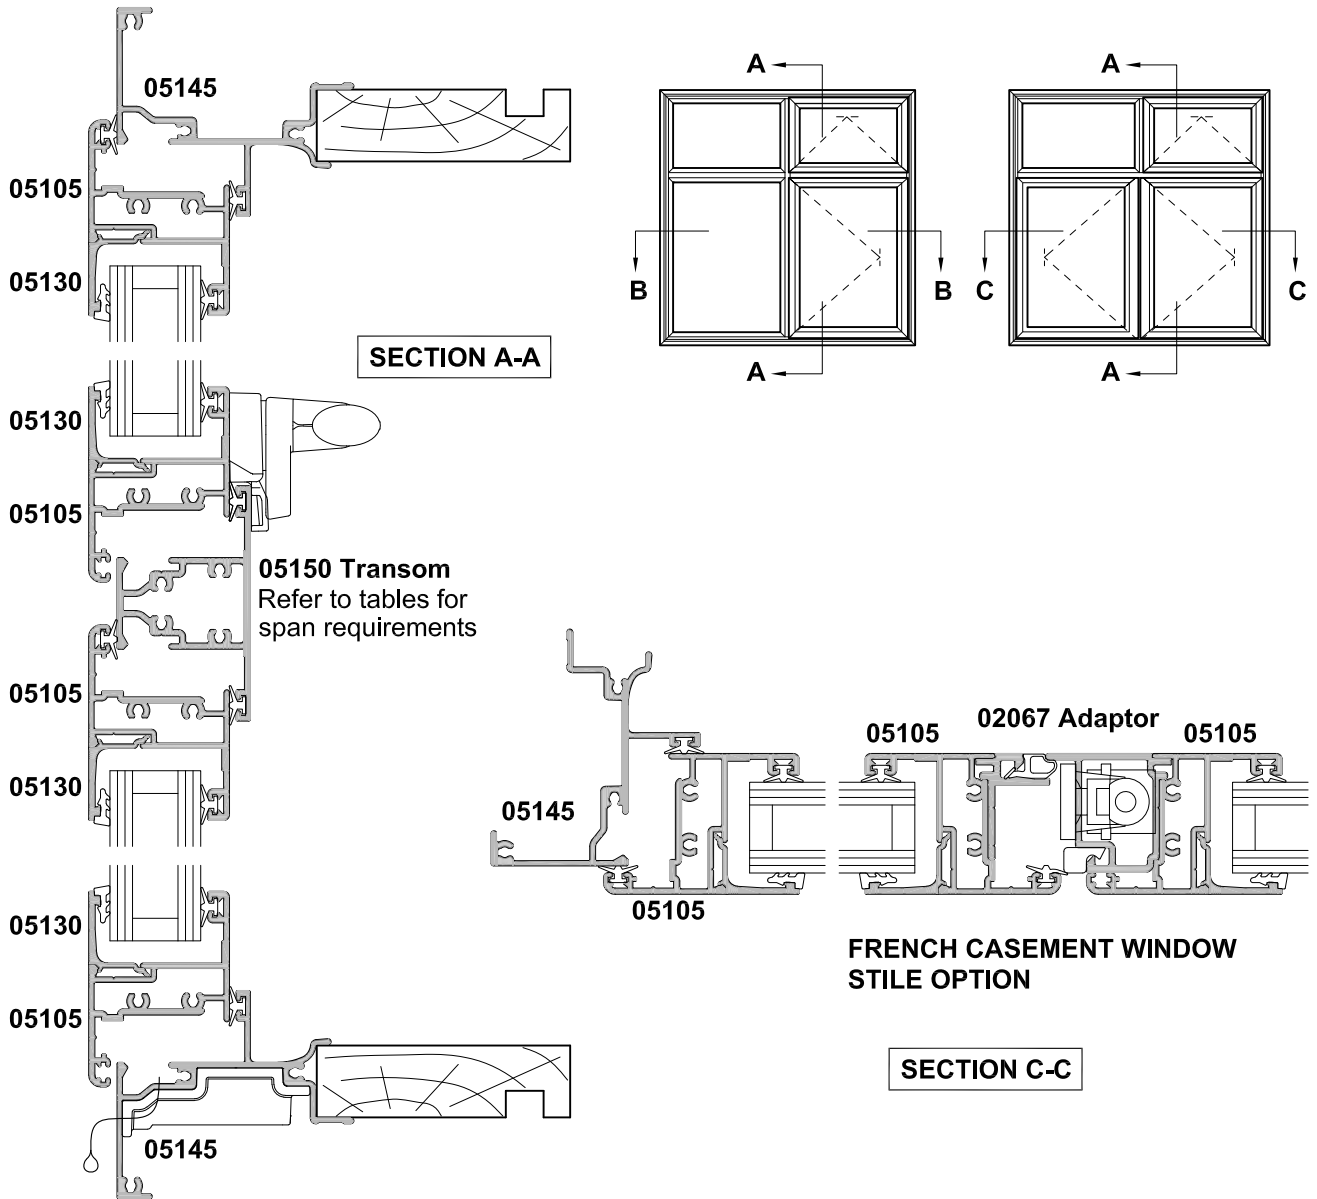 05145
05105
05130
SECTION A-A
05130
05105
05150 Transom
Refer to tables for
span requirements
05105
05130
05130
05105
05145
A
B
B
A
A
C
C
A
05145
05105
05105
02067 Adaptor
05105
FRENCH CASEMENT WINDOW
STILE OPTION
SECTION C-C